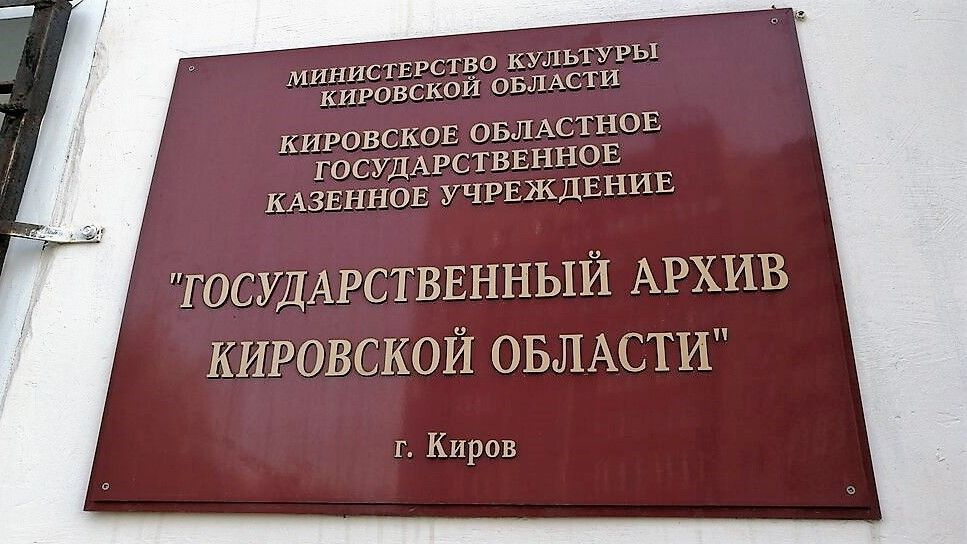 МИНИСТЕРСТВО КУЛЬТУРЫ
КИРОВСКОЙ ОБЛАСТИ
КИРОВСКОЕ ОБЛАСТНОЕ
ГОСУДАРСТВЕННОЕ
КАЗЕННОЕ УЧРЕЖДЕНИЕ
"ГОСУДАРСТВЕННЫЙ АРХИВ
КИРОВСКОЙ ОБЛАСТИ"
г. Киров